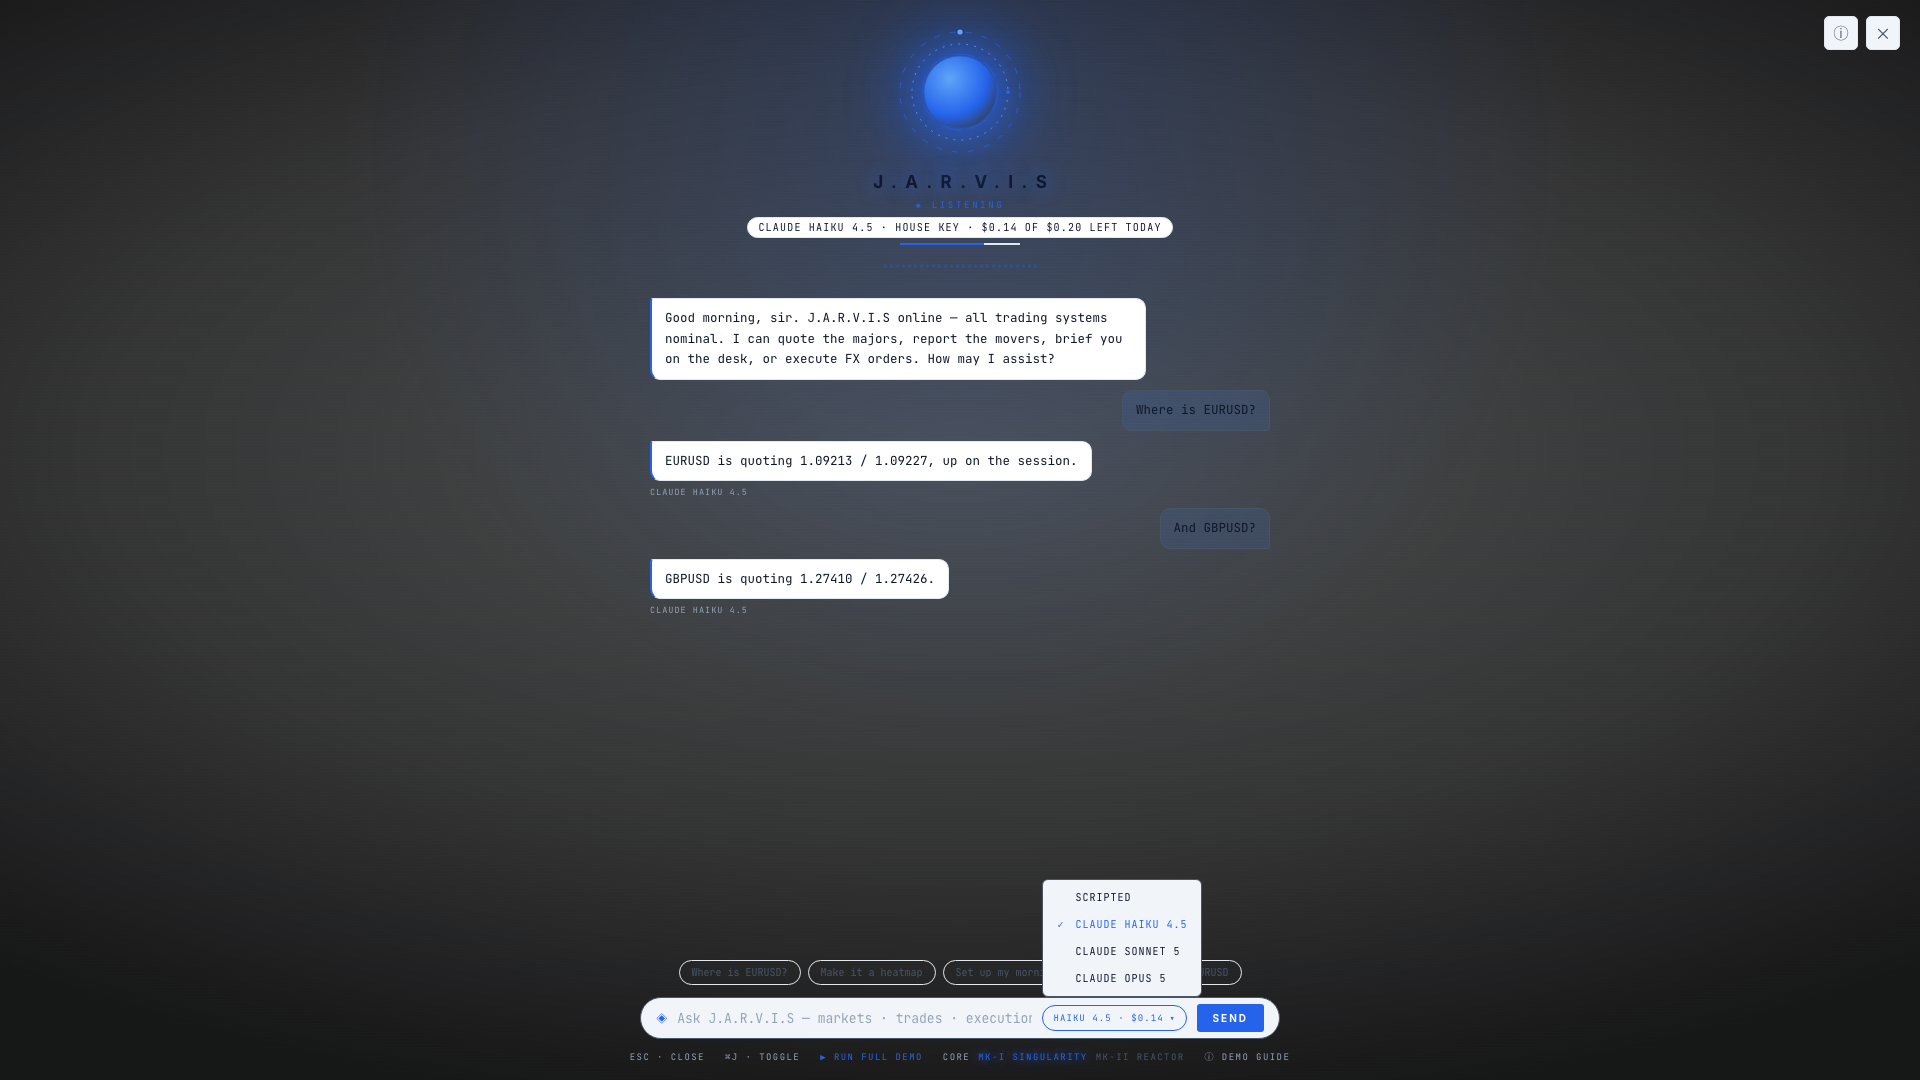 J.A.R.V.I.S
◈ LISTENING
CLAUDE HAIKU 4.5 · HOUSE KEY · $0.14 OF $0.20 LEFT TODAY
Good morning, sir. J.A.R.V.I.S online — all trading systems
nominal. I can quote the majors, report the movers, brief you
on the desk, or execute FX orders. How may I assist?
Where is EURUSD?
EURUSD is quoting 1.09213 / 1.09227, up on the session.
CLAUDE HAIKU 4.5
And GBPUSD?
GBPUSD is quoting 1.27410 / 1.27426.
CLAUDE HAIKU 4.5
SCRIPTED
✓ CLAUDE HAIKU 4.5
CLAUDE SONNET 5
CLAUDE OPUS 5
Where is EURUSD? Make it a heatmap Set up my
◈ Ask J.A.R.V.I.S — markets · trades · execution HAIKU 4.5 · $0.14 ▾ SEND
ESC · CLOSE ⌘J · TOGGLE ▶ RUN FULL DEMO CORE MK-I SINGULARITY MK-II REACTOR ⓘ DEMO GUIDE